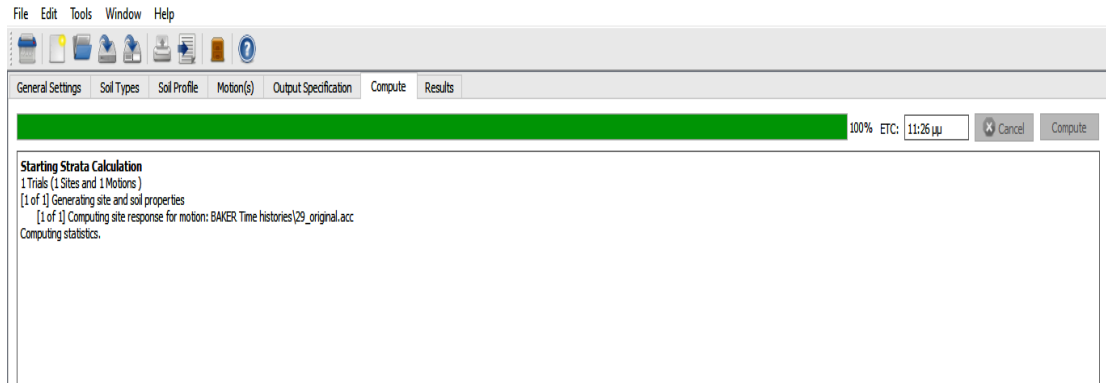 File Edit Tools Window Help
General Settings Soil Types Soil Profile Motion(s) Output Specification Compute Results
100% ETC: 11:26 μμ Cancel Compute
Starting Strata Calculation
1 Trials (1 Sites and 1 Motions )
[1 of 1] Generating site and soil properties
[1 of 1] Computing site response for motion: BAKER Time histories\29_original.acc
Computing statistics.